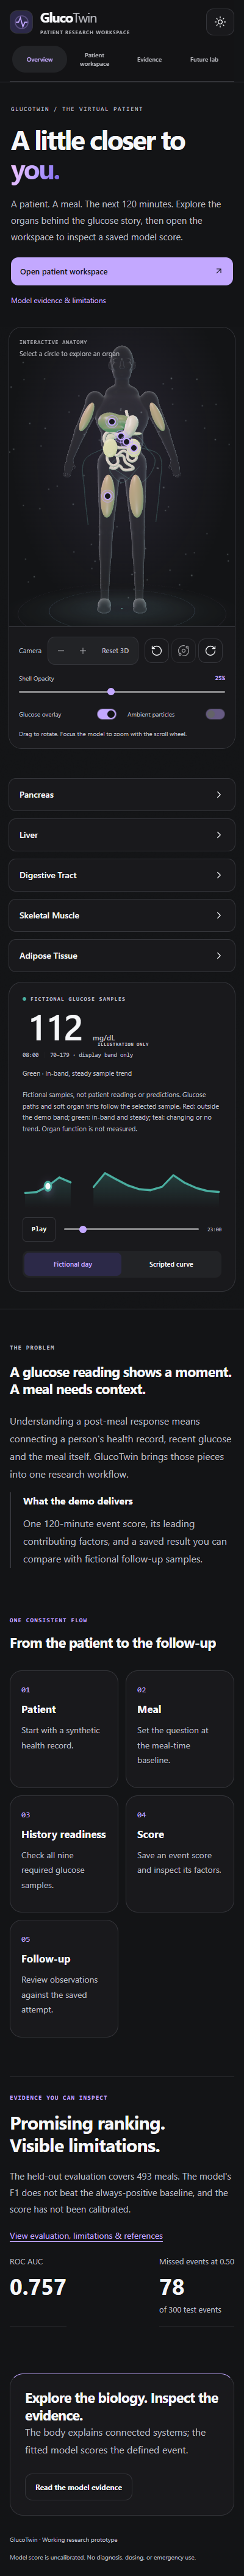 GlucoTwin
PATIENT RESEARCH WORKSPACE
Overview
Patient
workspace
Evidence
Future lab
GLUCOTWIN / THE VIRTUAL PATIENT
A little closer to
you.
A patient. A meal. The next 120 minutes. Explore the
organs behind the glucose story, then open the
workspace to inspect a saved model score.
Open patient workspace
Model evidence & limitations
INTERACTIVE ANATOMY
Select a circle to explore an organ
Camera
Reset 3D
Shell Opacity
25%
Glucose overlay
Ambient particles
Drag to rotate. Focus the model to zoom with the scroll wheel.
Pancreas
Liver
Digestive Tract
Skeletal Muscle
Adipose Tissue
FICTIONAL GLUCOSE SAMPLES
112 mg/dL
ILLUSTRATION ONLY
08:00 70–179 · display band only
Green · in-band, steady sample trend
Fictional samples, not patient readings or predictions. Glucose
paths and soft organ tints follow the selected sample. Red: outside
the demo band; green: in-band and steady; teal: changing or no
trend. Organ function is not measured.
Play
23:00
Fictional day
Scripted curve
THE PROBLEM
A glucose reading shows a moment.
A meal needs context.
Understanding a post-meal response means
connecting a person's health record, recent glucose
and the meal itself. GlucoTwin brings those pieces
into one research workflow.
What the demo delivers
One 120-minute event score, its leading
contributing factors, and a saved result you can
compare with fictional follow-up samples.
ONE CONSISTENT FLOW
From the patient to the follow-up
01
Patient
Start with a synthetic
health record.
02
Meal
Set the question at
the meal-time
baseline.
03
History readiness
Check all nine
required glucose
samples.
04
Score
Save an event score
and inspect its factors.
05
Follow-up
Review observations
against the saved
attempt.
EVIDENCE YOU CAN INSPECT
Promising ranking.
Visible limitations.
The held-out evaluation covers 493 meals. The model's
F1 does not beat the always-positive baseline, and the
score has not been calibrated.
View evaluation, limitations & references
ROC AUC
0.757
Missed events at 0.50
78
of 300 test events
Explore the biology. Inspect the
evidence.
The body explains connected systems; the
fitted model scores the defined event.
Read the model evidence
GlucoTwin · Working research prototype
Model score is uncalibrated. No diagnosis, dosing, or emergency use.